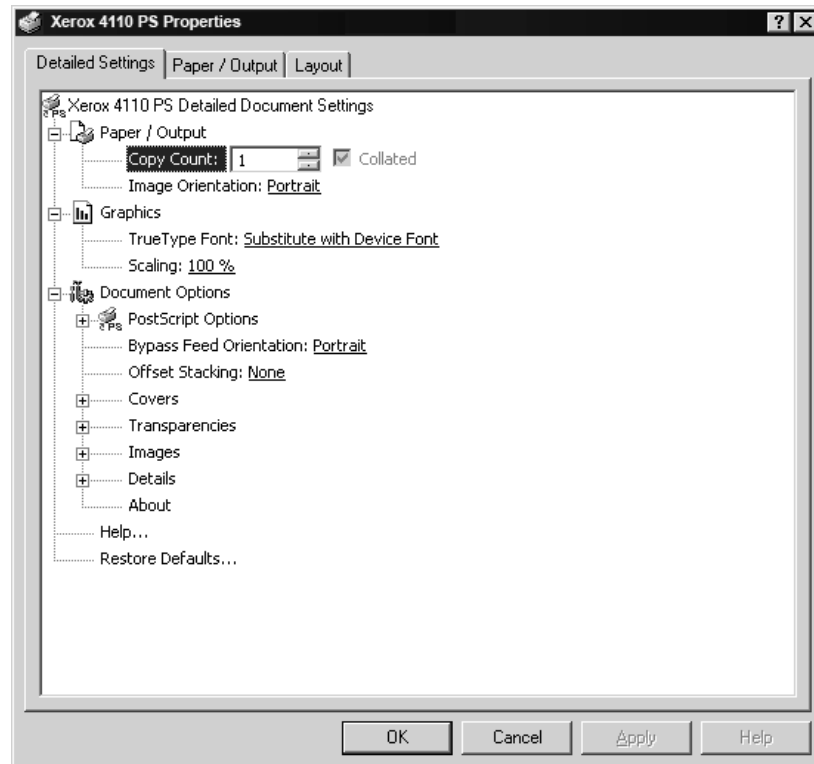 Xerox 4110 PS Properties
Detailed Settings Paper / Output Layout
Xerox 4110 PS Detailed Document Settings
Paper / Output
Copy Count: 1 Collated
Image Orientation: Portrait
Graphics
TrueType Font: Substitute with Device Font
Scaling: 100 %
Document Options
PostScript Options
Bypass Feed Orientation: Portrait
Offset Stacking: None
Covers
Transparencies
Images
Details
About
Help...
Restore Defaults...
OK Cancel Apply Help